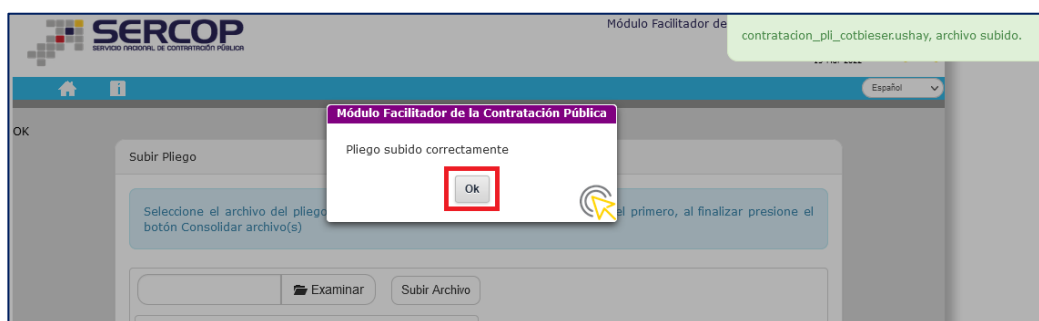 SERCOP
SERVICIO NACIONAL DE CONTRATACIÓN PÚBLICA
Módulo Facilitador de
contratacion_pli_cotbieser.ushay, archivo subido.
Español
OK
Módulo Facilitador de la Contratación Pública
Pliego subido correctamente
Ok
Subir Pliego
Seleccione el archivo del pliego
el primero, al finalizar presione el
botón Consolidar archivo(s)
Examinar
Subir Archivo